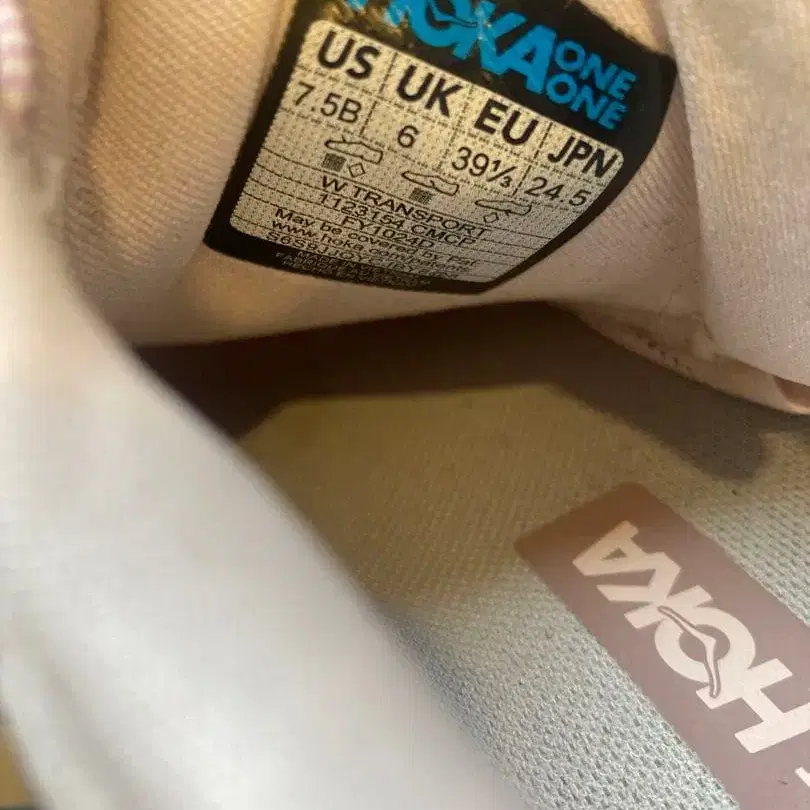 HOKA ONE ONE
US UK EU JPN
7.5B 6 39⅓ 24.5
W TRANSPORT
1123154 CMCP
FY1024D
May be covered by Pat
www.hoka.com/patents
HOKA